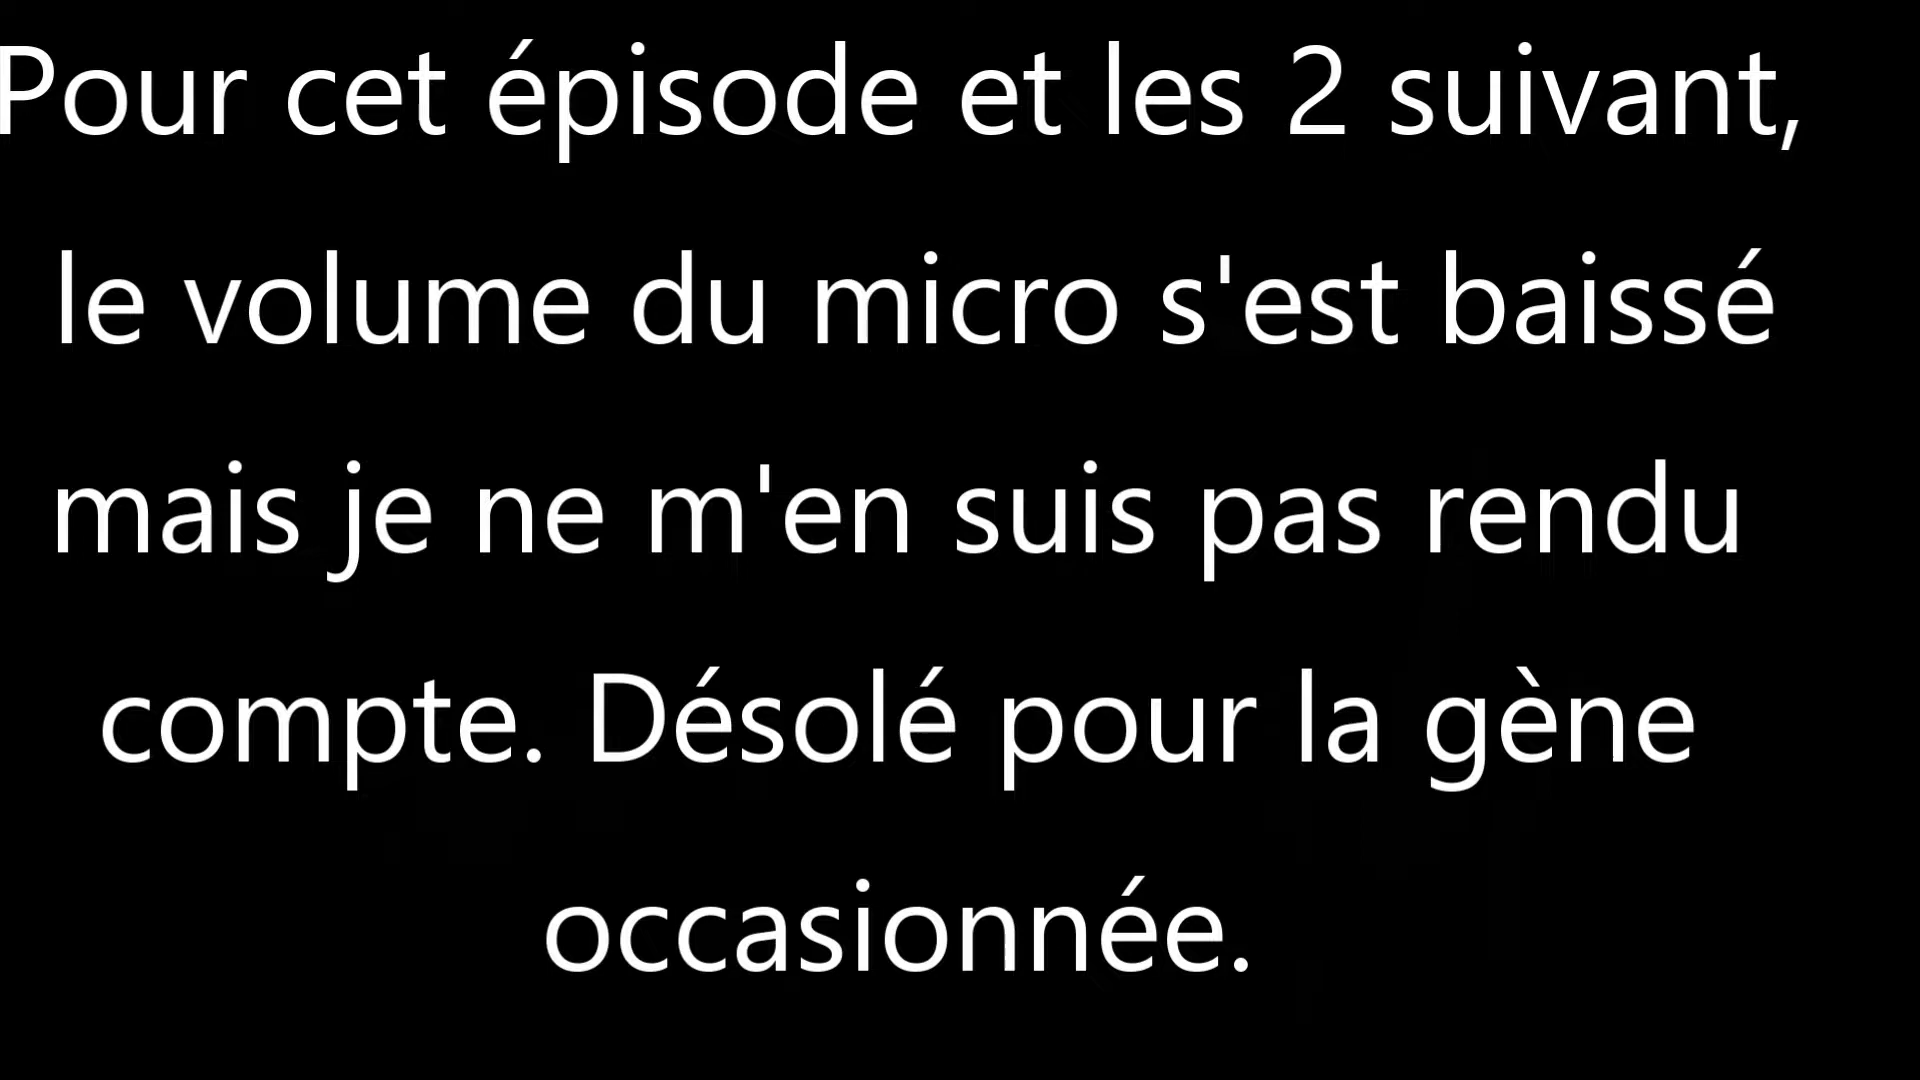 Pour cet épisode et les 2 suivant,
le volume du micro s'est baissé
mais je ne m'en suis pas rendu
compte. Désolé pour la gène
occasionnée.